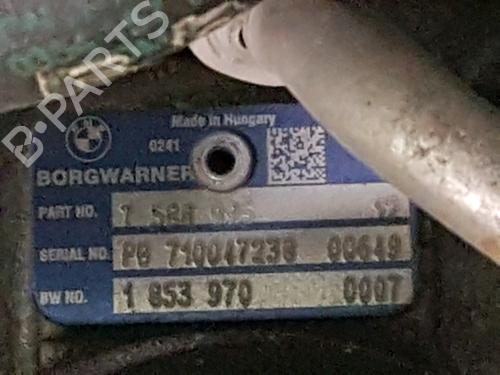 B-PARTS
BMW
Made in Hungary
0241
BORGWARNER
PART NO.
SERIAL NO. P0 710047238 00649
BW NO. 1 853 970 0007